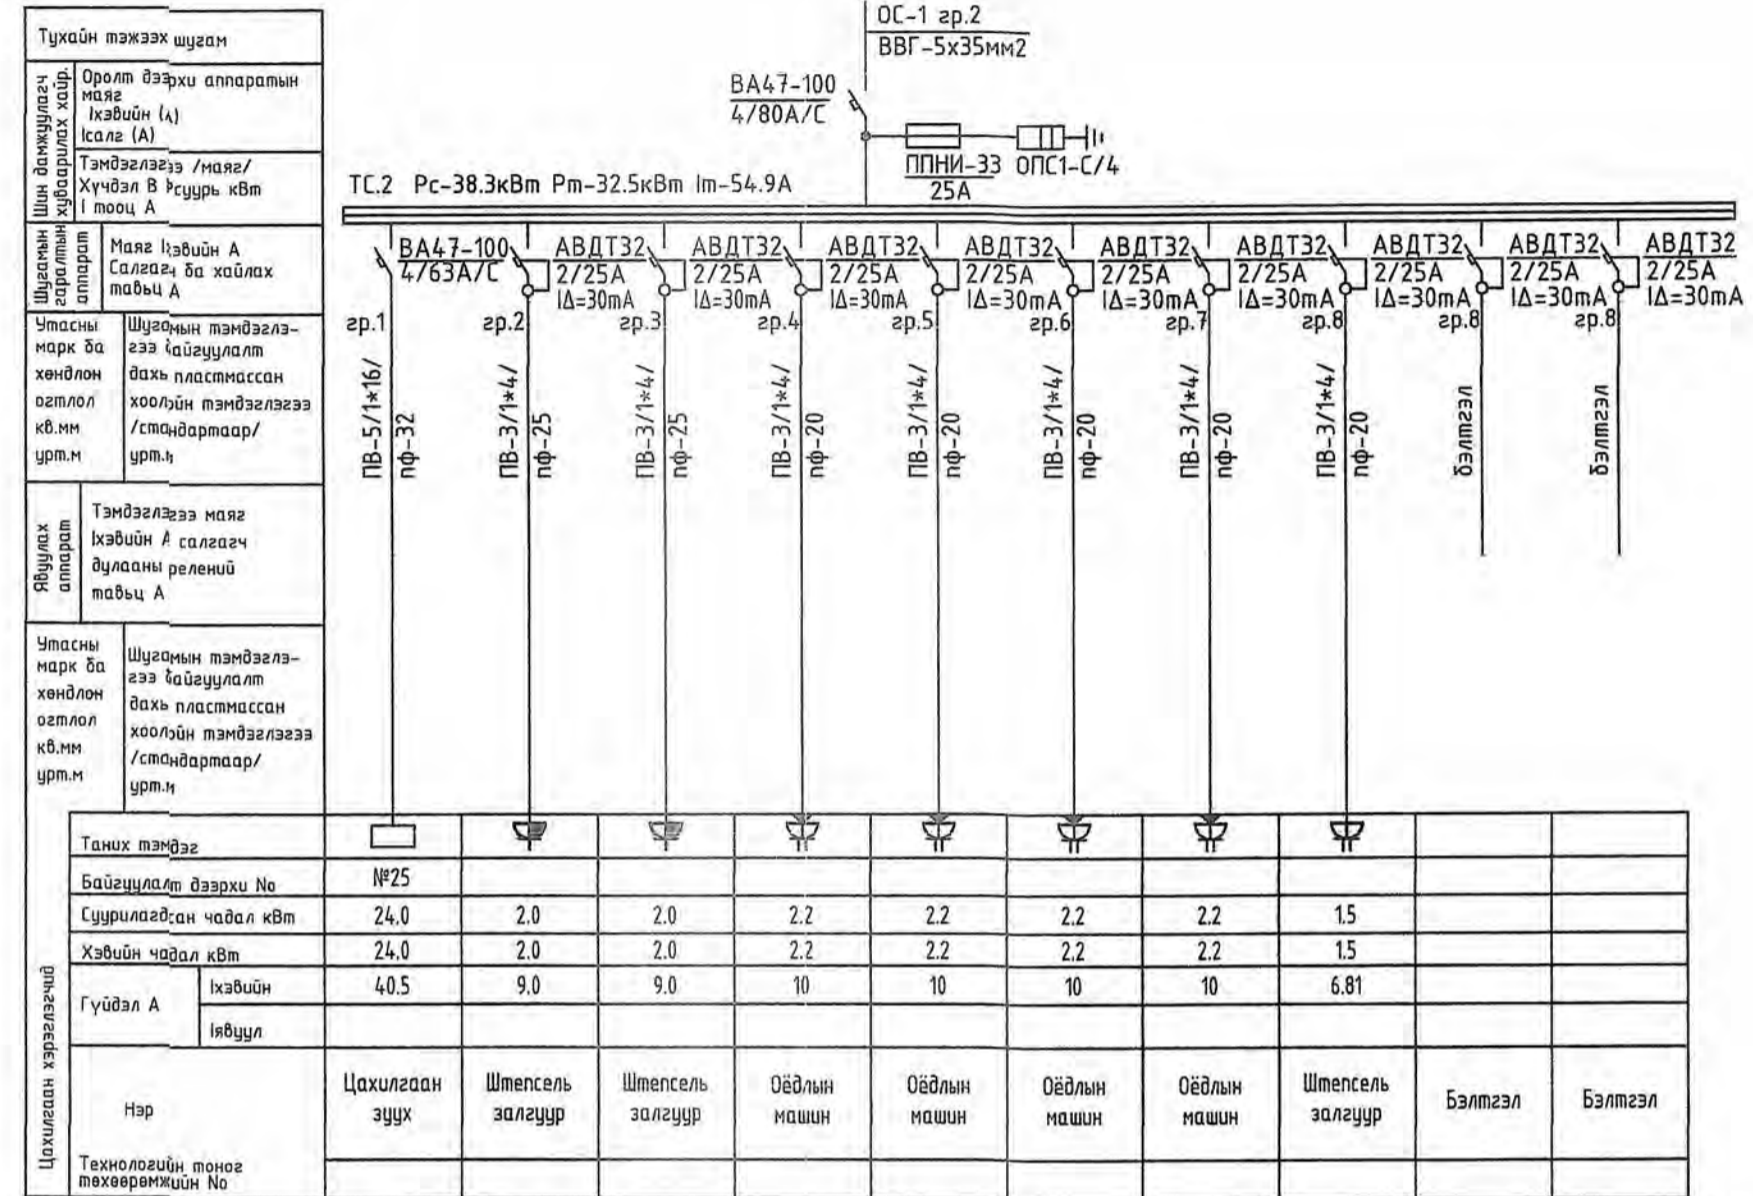 Тухайн тэжээх шугам
ОС-1 гр.2
ВВГ-5х35мм2
Шин дамжуулагч
хуваарилах хайр.
Оролт дээрхи аппаратын
маяг
Iхэвийн (А)
Iсалг (А)
ВА47-100
4/80А/С
ППНИ-33
25А
ОПС1-С/4
Тэмдэглэгээ /маяг/
Хүчдэл В Рсуурь кВт
I тооц А
ТС.2 Рс-38.3кВт Рт-32.5кВт Iт-54.9А
Шугамын
гаралтын
аппарат
Маяг Iхэвийн А
Салгагч ба хайлах
тавьц А
ВА47-100
4/63А/С
АВДТ32
2/25А
IΔ=30mA
АВДТ32
2/25А
IΔ=30mA
АВДТ32
2/25А
IΔ=30mA
АВДТ32
2/25А
IΔ=30mA
АВДТ32
2/25А
IΔ=30mA
АВДТ32
2/25А
IΔ=30mA
АВДТ32
2/25А
IΔ=30mA
АВДТ32
2/25А
IΔ=30mA
АВДТ32
2/25А
IΔ=30mA
гр.1 гр.2 гр.3 гр.4 гр.5 гр.6 гр.7 гр.8 гр.8 гр.8
Утасны
марк ба
хөндлөн
огтлол
кв.мм
урт.м
Шугамын тэмдэглэ-
гээ байгуулалт
дахь пластмассан
хоолойн тэмдэглэгээ
/стандартаар/
урт.м
ПВ-5/1*16/
пф-32
ПВ-3/1*4/
пф-25
ПВ-3/1*4/
пф-25
ПВ-3/1*4/
пф-20
ПВ-3/1*4/
пф-20
ПВ-3/1*4/
пф-20
ПВ-3/1*4/
пф-20
ПВ-3/1*4/
пф-20
бэлтгэл
бэлтгэл
Явуулах
аппарат
Тэмдэглэгээ маяг
Iхэвийн А салгагч
дулааны релений
тавьц А
Утасны
марк ба
хөндлөн
огтлол
кв.мм
урт.м
Шугамын тэмдэглэ-
гээ байгуулалт
дахь пластмассан
хоолойн тэмдэглэгээ
/стандартаар/
урт.м
Цахилгаан хэрэглэгчид
Таних тэмдэг
Байгуулалт дээрхи No №25
Суурилагдсан чадал кВт 24.0 2.0 2.0 2.2 2.2 2.2 2.2 1.5
Хэвийн чадал кВт 24.0 2.0 2.0 2.2 2.2 2.2 2.2 1.5
Гүйдэл А
Iхэвийн 40.5 9.0 9.0 10 10 10 10 6.81
Iявуул
Нэр
Цахилгаан
зуух
Штепсель
залгуур
Штепсель
залгуур
Оёдлын
машин
Оёдлын
машин
Оёдлын
машин
Оёдлын
машин
Штепсель
залгуур
Бэлтгэл
Бэлтгэл
Технологийн тоног
төхөөрөмжийн No